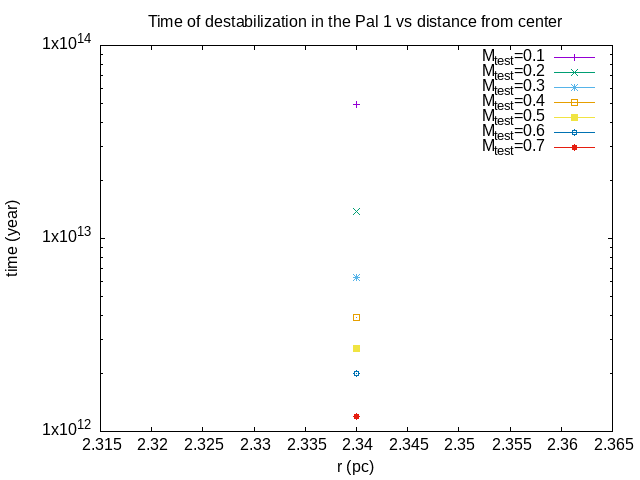 Time of destabilization in the Pal 1 vs distance from center
1x10^14
1x10^13
1x10^12
time (year)
M_test=0.1
M_test=0.2
M_test=0.3
M_test=0.4
M_test=0.5
M_test=0.6
M_test=0.7
2.315 2.32 2.325 2.33 2.335 2.34 2.345 2.35 2.355 2.36 2.365
r (pc)